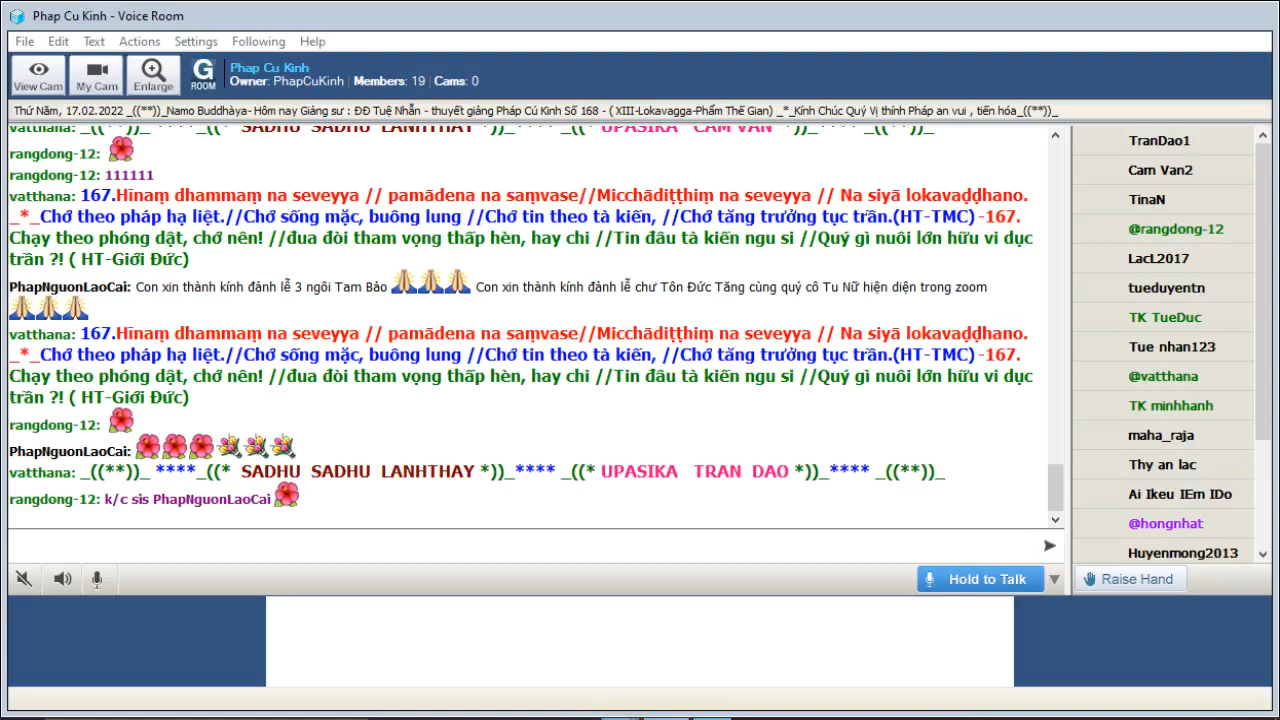 Phap Cu Kinh - Voice Room
File Edit Text Actions Settings Following Help
View Cam My Cam Enlarge G ROOM Phap Cu Kinh
Owner: PhapCuKinh | Members: 19 | Cams: 0
Thứ Năm, 17.02.2022 _((**))_Namo Buddhàya- Hôm nay Giảng sư : ĐĐ Tuệ Nhẫn - thuyết giảng Pháp Cú Kinh Số 168 - ( XIII-Lokavagga-Phẩm Thế Gian) _*_Kính Chúc Quý Vị thính Pháp an vui , tiến hóa_((**))_
vatthana: _((**))_ ****_((* SADHU SADHU LANHTHAY *))_**** _((* UPASIKA CAM VAN *))_**** _((**))_
rangdong-12:
rangdong-12: 111111
vatthana: 167.Hīnaṃ dhammaṃ na seveyya // pamādena na saṃvase//Micchādiṭṭhiṃ na seveyya // Na siyā lokavaḍḍhano.
_*_Chớ theo pháp hạ liệt.//Chớ sống mặc, buông lung //Chớ tin theo tà kiến, //Chớ tăng trưởng tục trần.(HT-TMC) -167.
Chạy theo phóng dật, chớ nên! //đua đòi tham vọng thấp hèn, hay chi //Tin đâu tà kiến ngu si //Quý gì nuôi lớn hữu vi dục
trần ?! ( HT-Giới Đức)
PhapNguonLaoCai: Con xin thành kính đảnh lễ 3 ngôi Tam Bảo Con xin thành kính đảnh lễ chư Tôn Đức Tăng cùng quý cô Tu Nữ hiện diện trong zoom
vatthana: 167.Hīnaṃ dhammaṃ na seveyya // pamādena na saṃvase//Micchādiṭṭhiṃ na seveyya // Na siyā lokavaḍḍhano.
_*_Chớ theo pháp hạ liệt.//Chớ sống mặc, buông lung //Chớ tin theo tà kiến, //Chớ tăng trưởng tục trần.(HT-TMC) -167.
Chạy theo phóng dật, chớ nên! //đua đòi tham vọng thấp hèn, hay chi //Tin đâu tà kiến ngu si //Quý gì nuôi lớn hữu vi dục
trần ?! ( HT-Giới Đức)
rangdong-12:
PhapNguonLaoCai:
vatthana: _((**))_ ****_((* SADHU SADHU LANHTHAY *))_**** _((* UPASIKA TRAN DAO *))_**** _((**))_
rangdong-12: k/c sis PhapNguonLaoCai
TranDao1
Cam Van2
TinaN
@rangdong-12
LacL2017
tueduyentn
TK TueDuc
Tue nhan123
@vatthana
TK minhhanh
maha_raja
Thy an lac
Ai Ikeu IEm IDo
@hongnhat
Huyenmong2013
Hold to Talk
Raise Hand